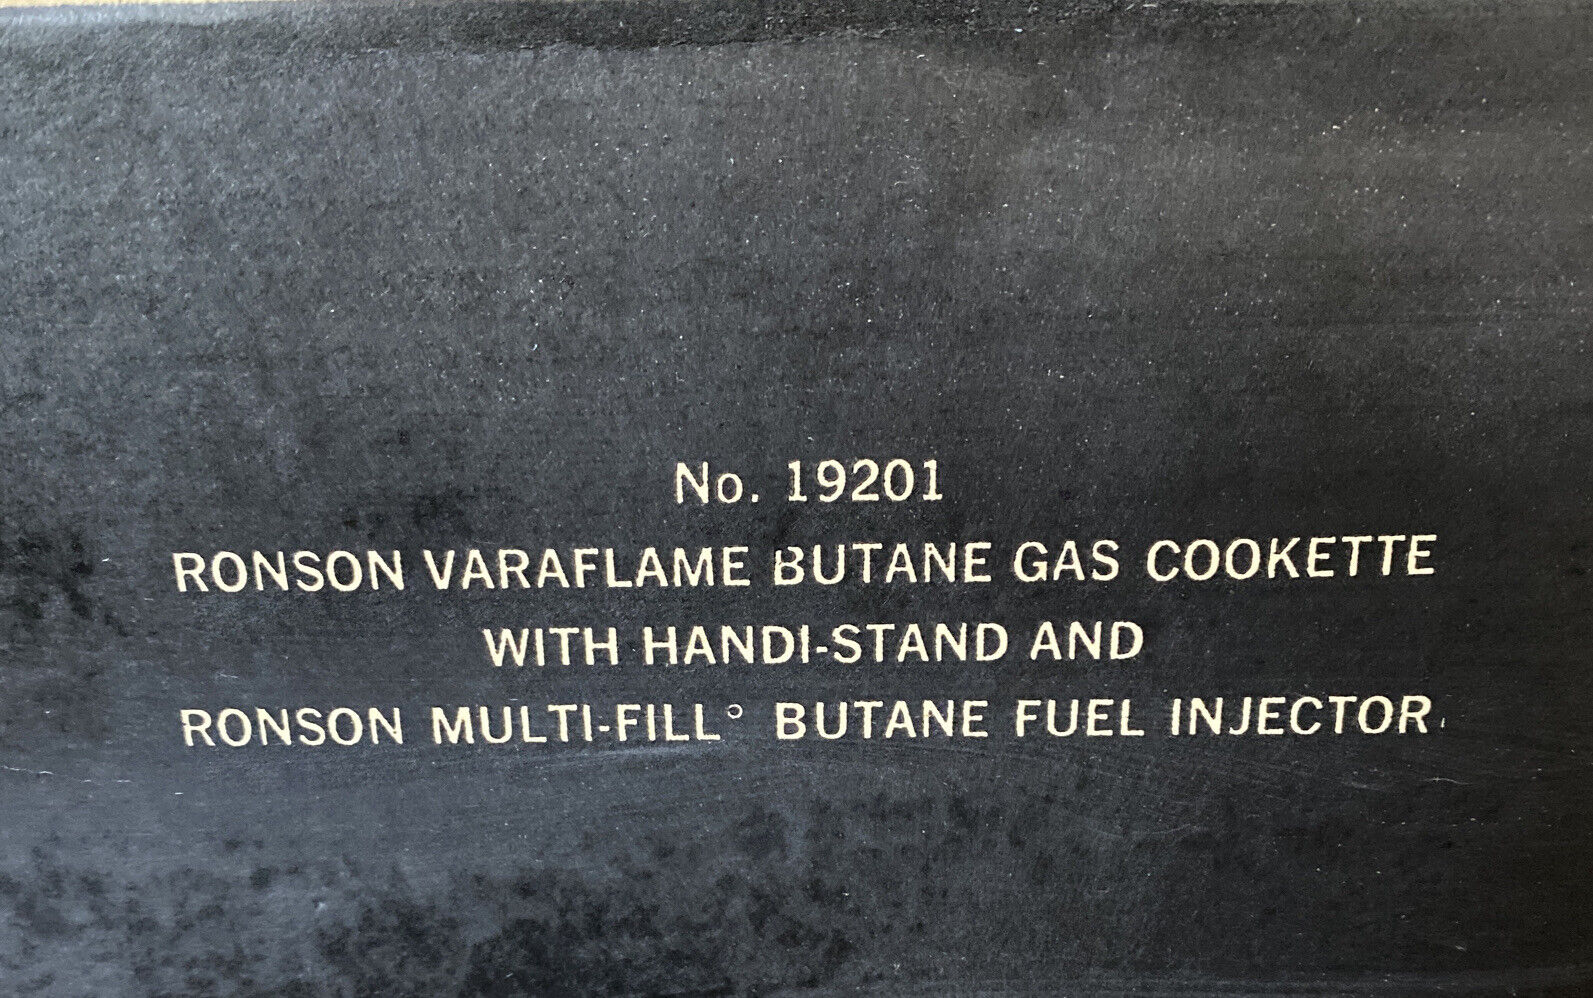 No. 19201
RONSON VARAFLAME BUTANE GAS COOKETTE
WITH HANDI-STAND AND
RONSON MULTI-FILL® BUTANE FUEL INJECTOR